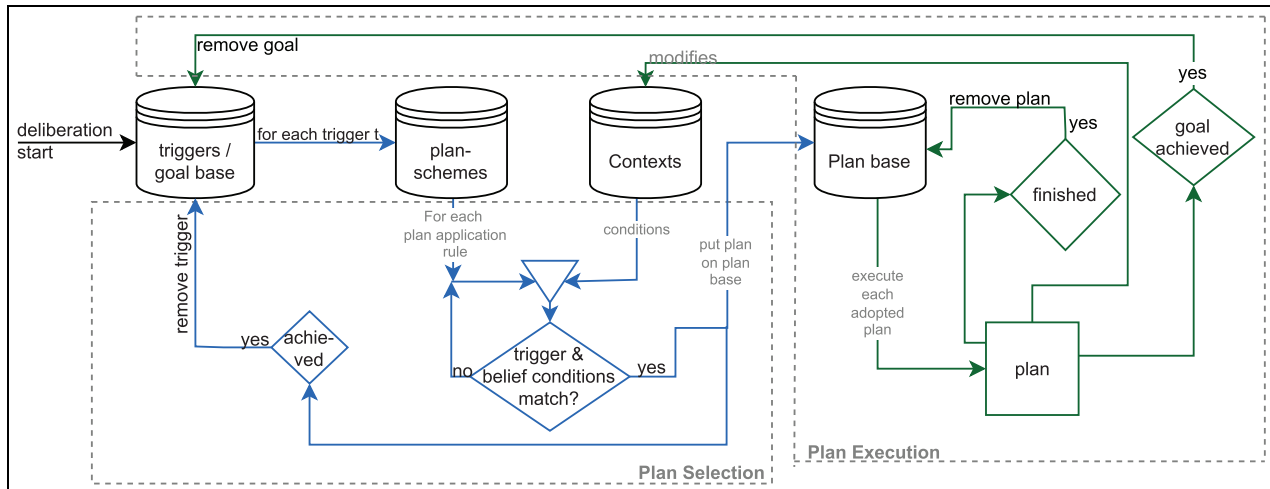 remove goal
modifies
yes
deliberation
start
triggers /
goal base
for each trigger t
plan-
schemes
Contexts
Plan base
remove plan
yes
goal
achieved
finished
For each
plan application
rule
conditions
put plan
on plan
base
remove trigger
execute
each
adopted
plan
yes
achie-
ved
no
trigger &
belief conditions
match?
yes
plan
Plan Selection
Plan Execution